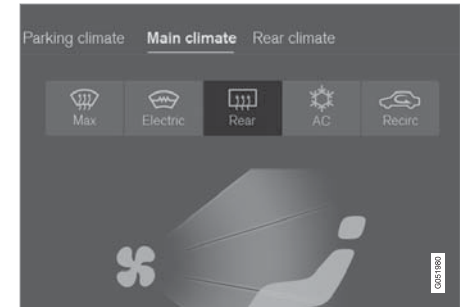 Parking climate Main climate Rear climate
Max Electric Rear AC Recirc
G051980